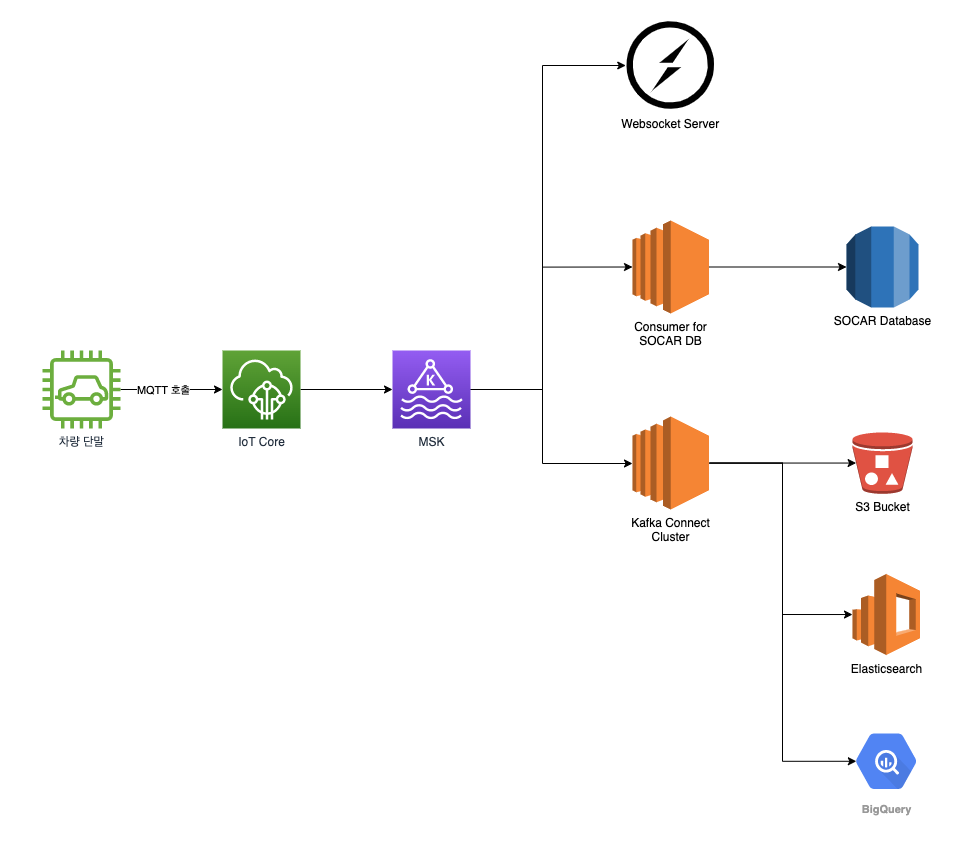 Websocket Server
Consumer for
SOCAR DB
SOCAR Database
MQTT 호출
차량 단말
IoT Core
K
MSK
Kafka Connect
Cluster
S3 Bucket
Elasticsearch
BigQuery